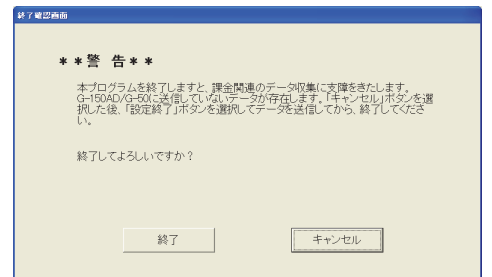 終了確認画面
＊＊警 告＊＊
本プログラムを終了しますと、課金関連のデータ収集に支障をきたします。
G-150AD/G-50に送信していないデータが存在します。「キャンセル」ボタンを選
択した後、「設定終了」ボタンを選択してデータを送信してから、終了してくださ
い。
終了してよろしいですか？
終了
キャンセル